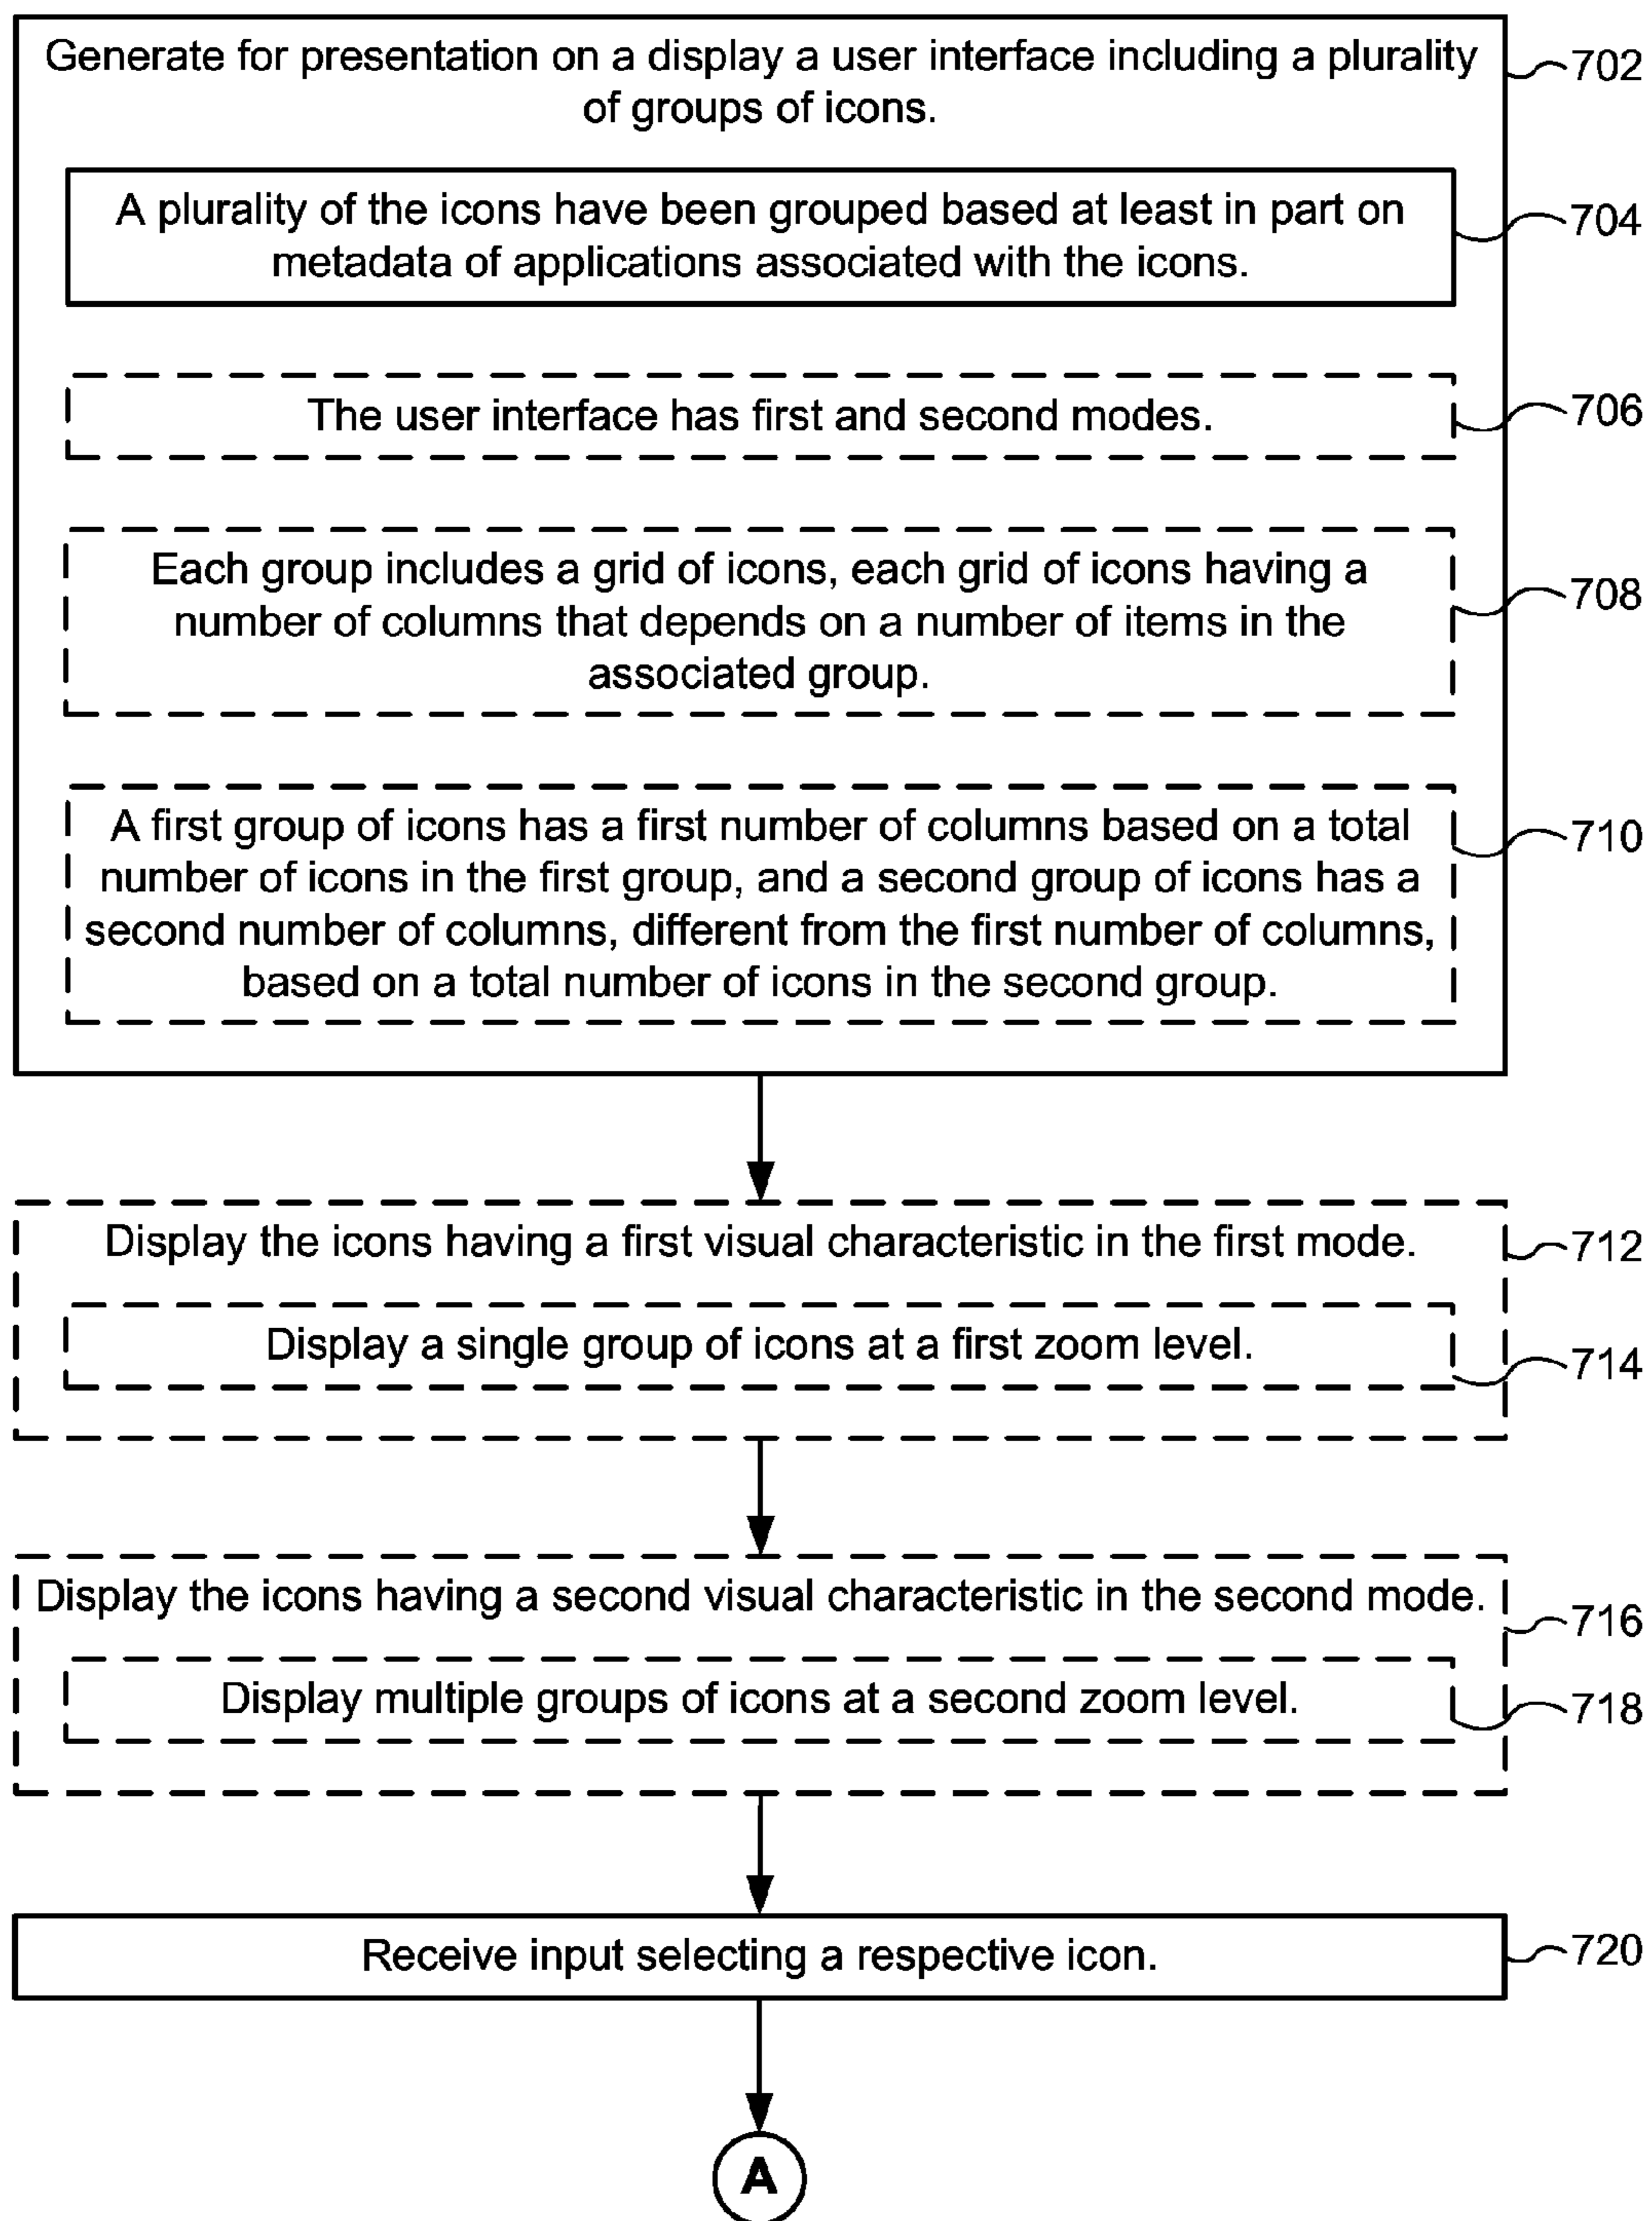 Generate for presentation on a display a user interface including a plurality
of groups of icons.
702
A plurality of the icons have been grouped based at least in part on
metadata of applications associated with the icons.
704
The user interface has first and second modes.
706
Each group includes a grid of icons, each grid of icons having a
number of columns that depends on a number of items in the
associated group.
708
A first group of icons has a first number of columns based on a total
number of icons in the first group, and a second group of icons has a
second number of columns, different from the first number of columns,
based on a total number of icons in the second group.
710
Display the icons having a first visual characteristic in the first mode.
712
Display a single group of icons at a first zoom level.
714
Display the icons having a second visual characteristic in the second mode.
716
Display multiple groups of icons at a second zoom level.
718
Receive input selecting a respective icon.
720
A